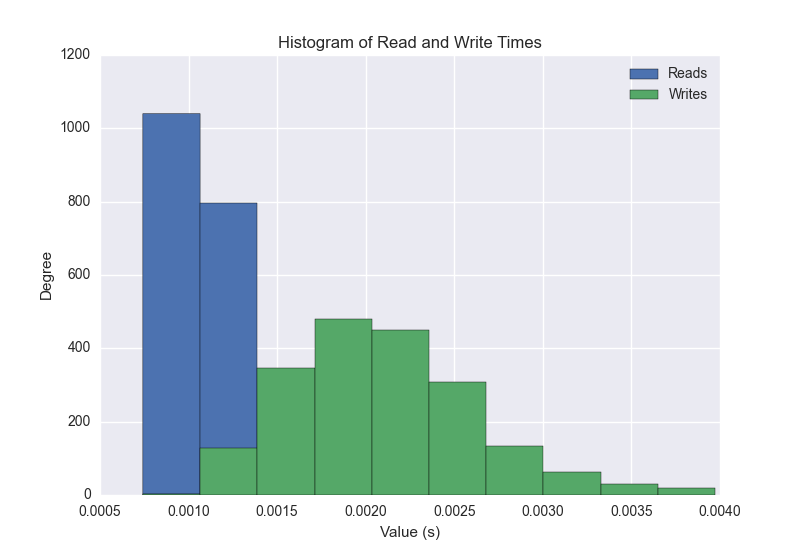 Histogram of Read and Write Times
Reads
Writes
1200
1000
800
600
400
200
0
Degree
0.0005 0.0010 0.0015 0.0020 0.0025 0.0030 0.0035 0.0040
Value (s)